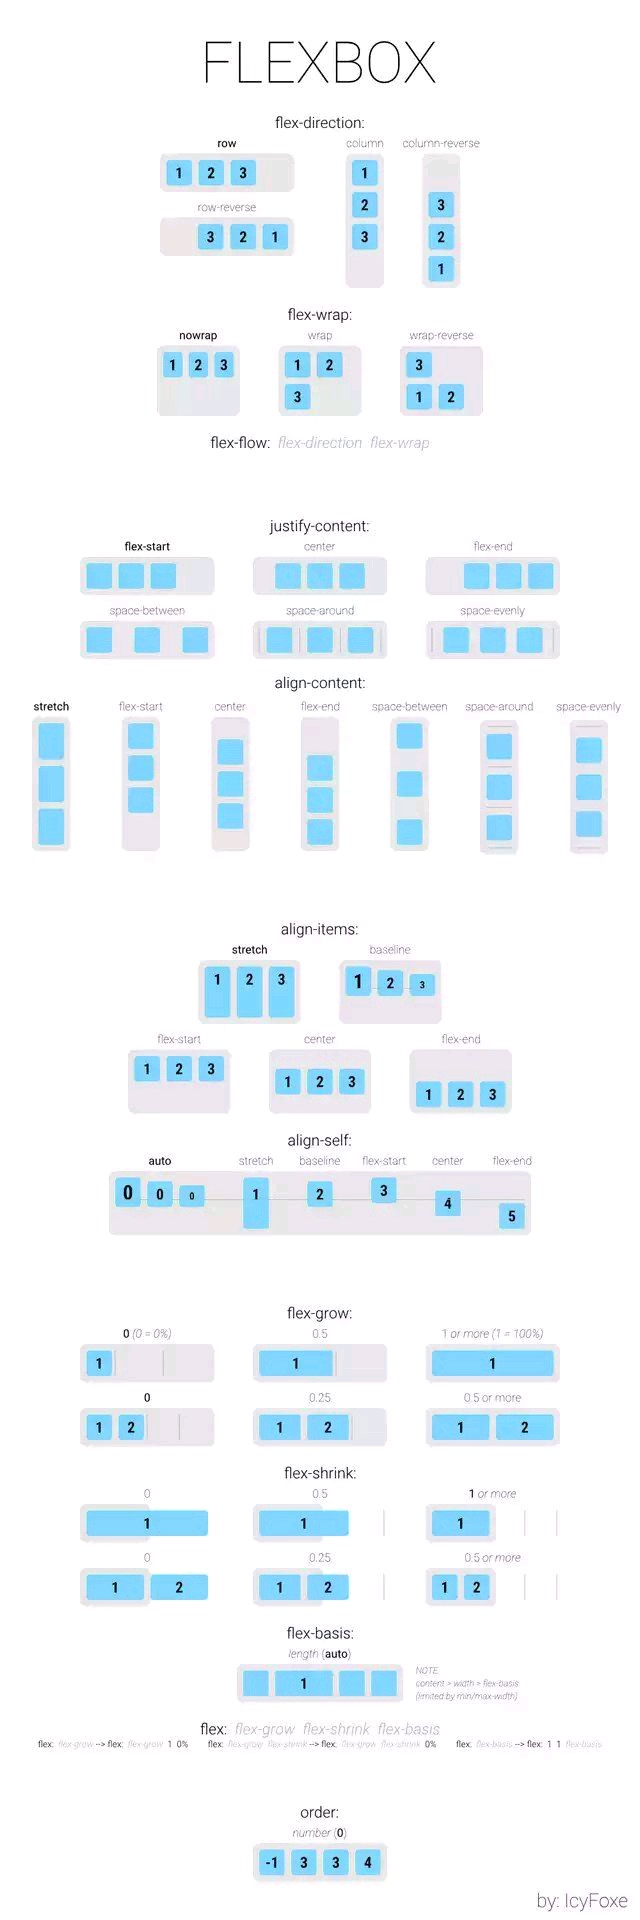 FLEXBOX
flex-direction:
row
1 2 3
row-reverse
3 2 1
column
1
2
3
column-reverse
3
2
1
flex-wrap:
nowrap wrap wrap-reverse
1 2 3
1 2
3
3
1 2
flex-flow: flex-direction flex-wrap
justify-content:
flex-start center flex-end
space-between space-around space-evenly
align-content:
stretch flex-start center flex-end space-between space-around space-evenly
align-items:
stretch baseline
1 2 3 1 2 3
flex-start center flex-end
1 2 3 1 2 3 1 2 3
align-self:
auto stretch baseline flex-start center flex-end
0 0 0 1 2 3 4 5
flex-grow:
0 (0 = 0%) 0.5 1 or more (1 = 100%)
1 1 1
0 0.25 0.5 or more
1 2 1 2 1 2
flex-shrink:
0 0.5 1 or more
1 1 1
0 0.25 0.5 or more
1 2 1 2 1 2
flex-basis:
length (auto)
1
NOTE
content > width > flex-basis
(limited by min/max-width)
flex: flex-grow flex-shrink flex-basis
flex: flex-grow --> flex: flex-grow 1 0% flex: flex-grow flex-shrink --> flex: flex-grow flex-shrink 0% flex: flex-basis --> flex: 1 1 flex-basis
order:
number (0)
-1 3 3 4
by: IcyFoxe